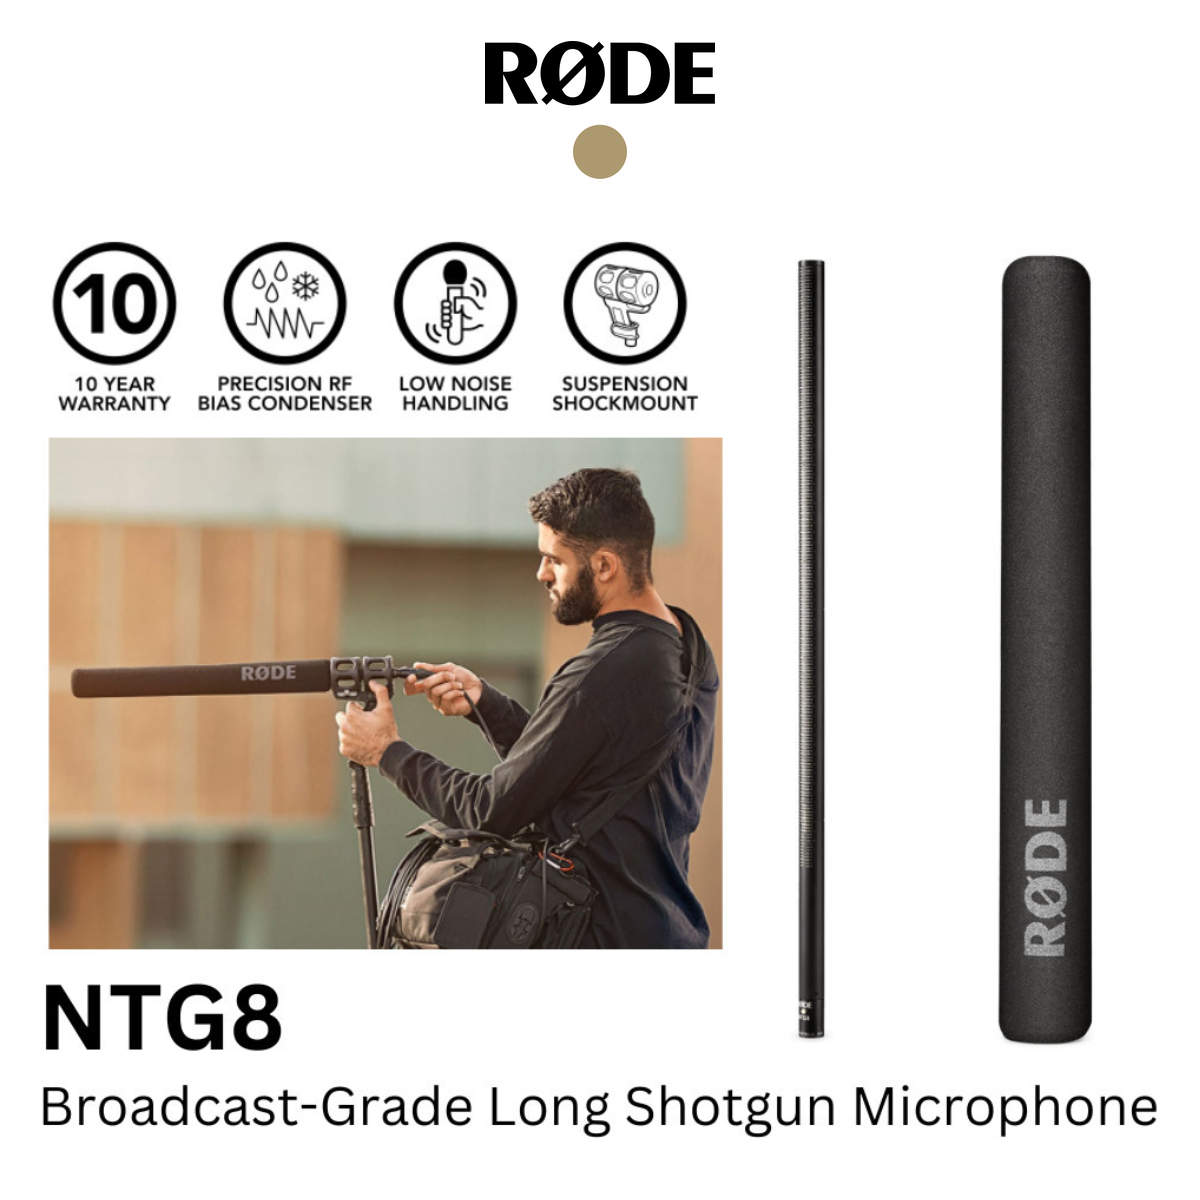 RØDE
10
10 YEAR
WARRANTY
PRECISION RF
BIAS CONDENSER
LOW NOISE
HANDLING
SUSPENSION
SHOCKMOUNT
RØDE
RØDE
NTG8
Broadcast-Grade Long Shotgun Microphone